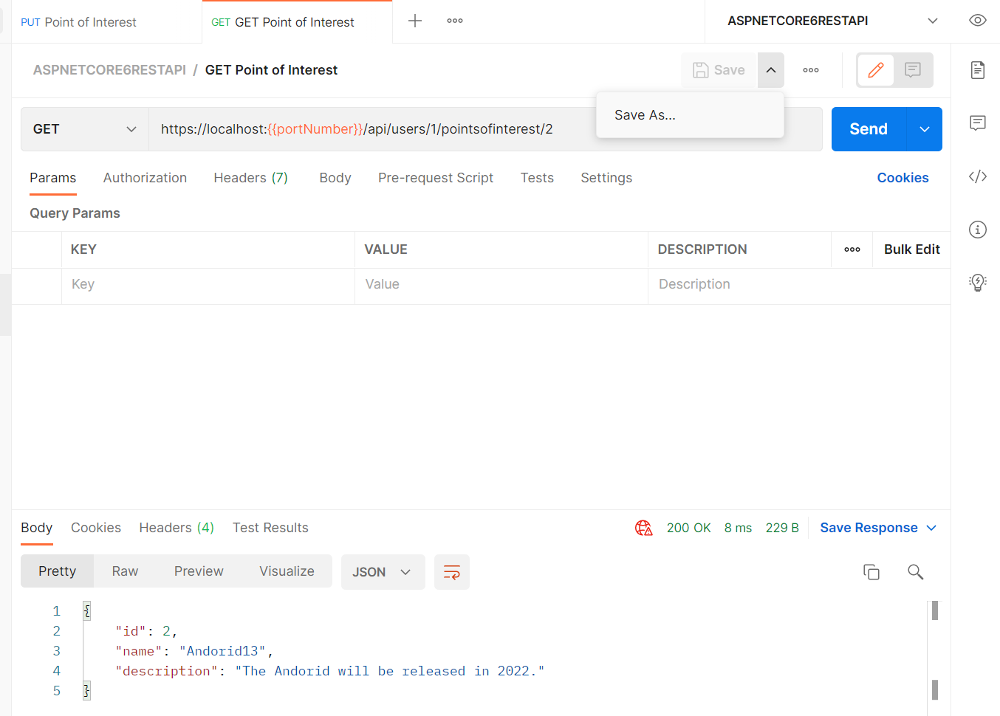 PUT Point of Interest GET GET Point of Interest ASPNETCORE6RESTAPI
ASPNETCORE6RESTAPI / GET Point of Interest Save
Save As...
GET https://localhost:{{portNumber}}/api/users/1/pointsofinterest/2 Send
Params Authorization Headers (7) Body Pre-request Script Tests Settings Cookies
Query Params
KEY VALUE DESCRIPTION Bulk Edit
Key Value Description
Body Cookies Headers (4) Test Results 200 OK 8 ms 229 B Save Response
Pretty Raw Preview Visualize JSON
1 {
2 "id": 2,
3 "name": "Andorid13",
4 "description": "The Andorid will be released in 2022."
5 }